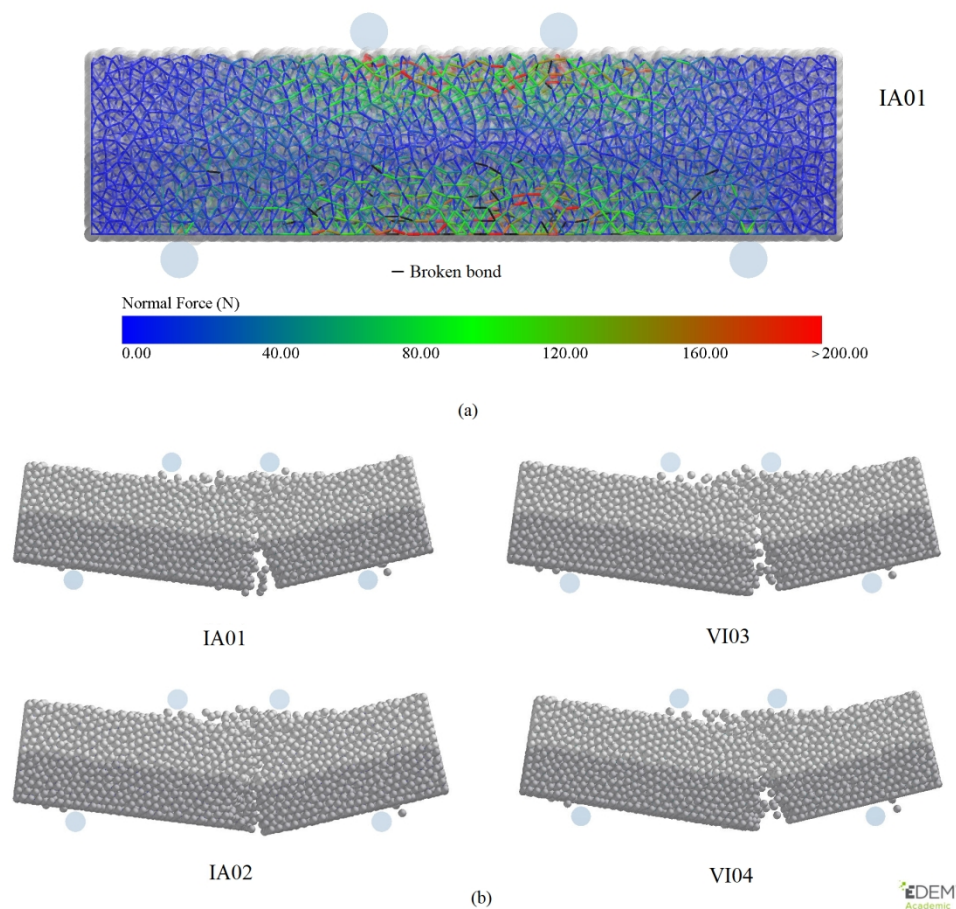 IA01
— Broken bond
Normal Force (N)
0.00 40.00 80.00 120.00 160.00 >200.00
(a)
IA01 VI03
IA02 VI04
(b)
EDEM
Academic